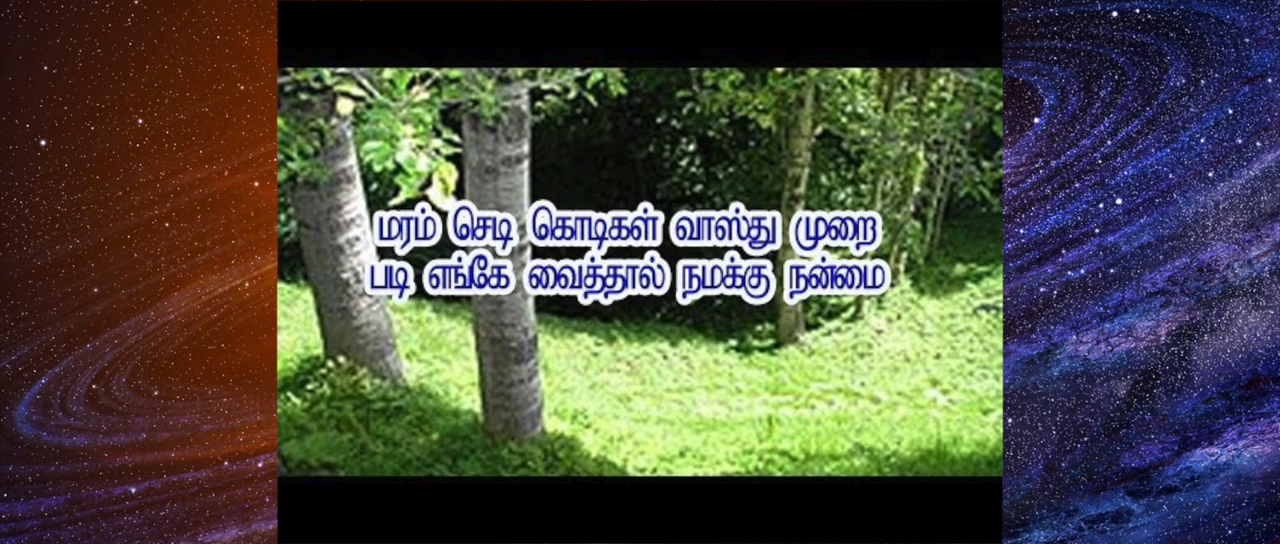 மரம் செடி கொடிகள் வாஸ்து முறை
படி எங்கே வைத்தால் நமக்கு நன்மை